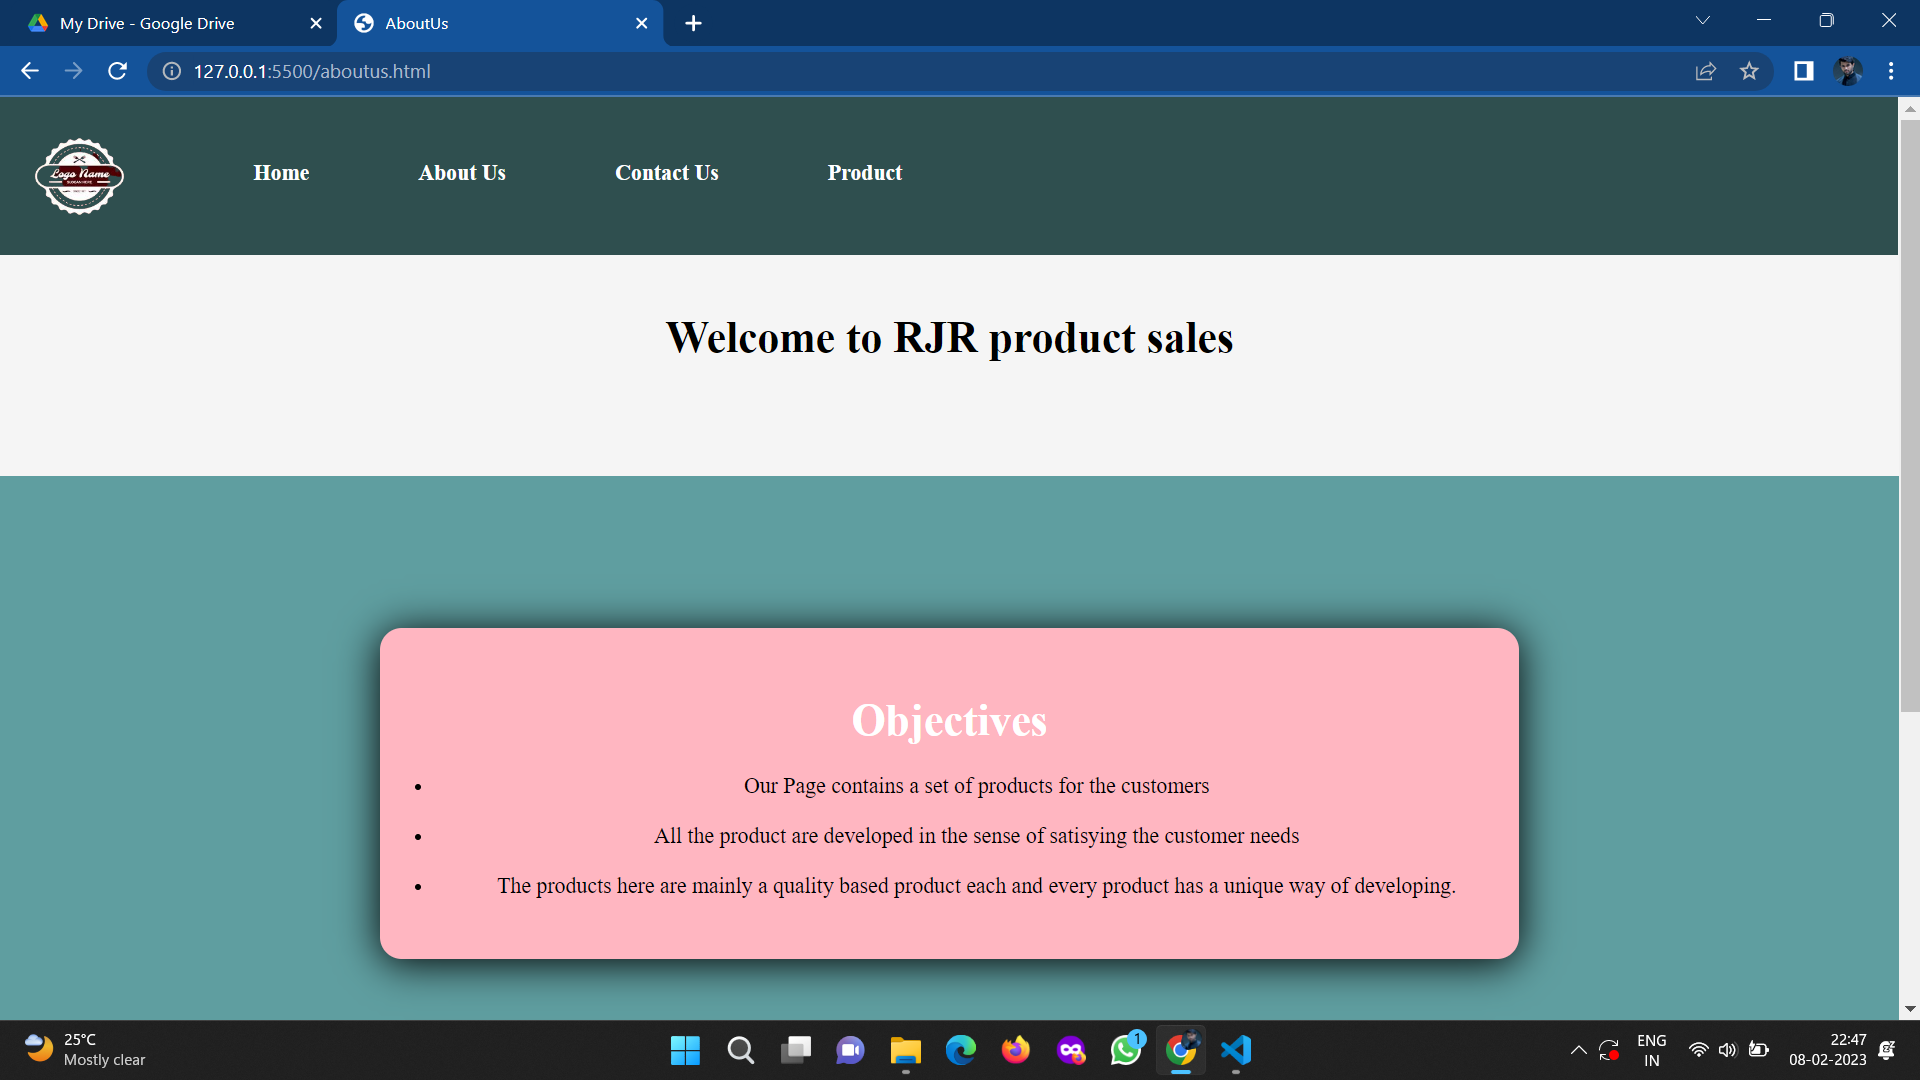 My Drive - Google Drive
AboutUs
127.0.0.1:5500/aboutus.html
Logo Name
Home
About Us
Contact Us
Product
Welcome to RJR product sales
Objectives
• Our Page contains a set of products for the customers
• All the product are developed in the sense of satisying the customer needs
• The products here are mainly a quality based product each and every product has a unique way of developing.
25°C
Mostly clear
1
ENG
IN
22:47
08-02-2023